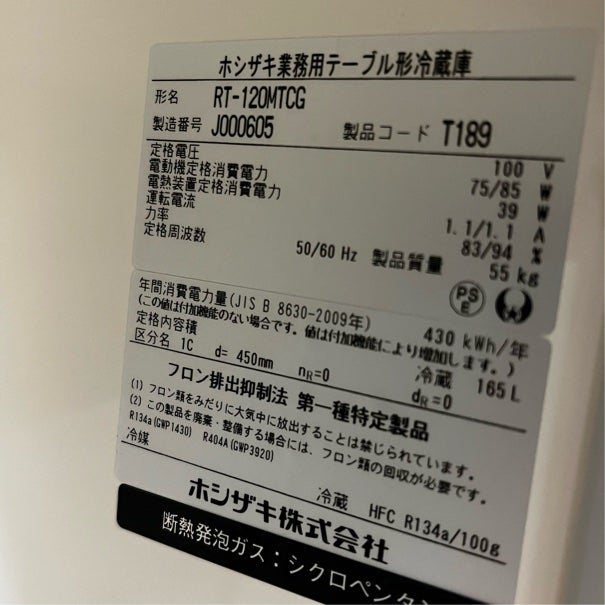 ホシザキ業務用テーブル形冷蔵庫
形名 RT-120MTCG
製造番号 J000605 製品コード T189
定格電圧 100 V
電動機定格消費電力 75/85 W
電熱装置定格消費電力 39 W
運転電流 1.1/1.1 A
力率 83/94 %
定格周波数 50/60 Hz 製品質量 55 kg
PS E
年間消費電力量(JIS B 8630-2009年) 430 kWh/年
(この値は付加機能のない場合です。値は付加機能により増加します。)
定格内容積 冷蔵 165 L
区分名 1C d= 450mm nR=0 dR=0
フロン排出抑制法 第一種特定製品
(1) フロン類をみだりに大気中に放出することは禁じられています。
(2) この製品を廃棄・整備する場合には、フロン類の回収が必要です。
R134a(GWP1430) R404A(GWP3920)
冷媒 冷蔵 HFC R134a/100g
ホシザキ株式会社
断熱発泡ガス:シクロペンタン